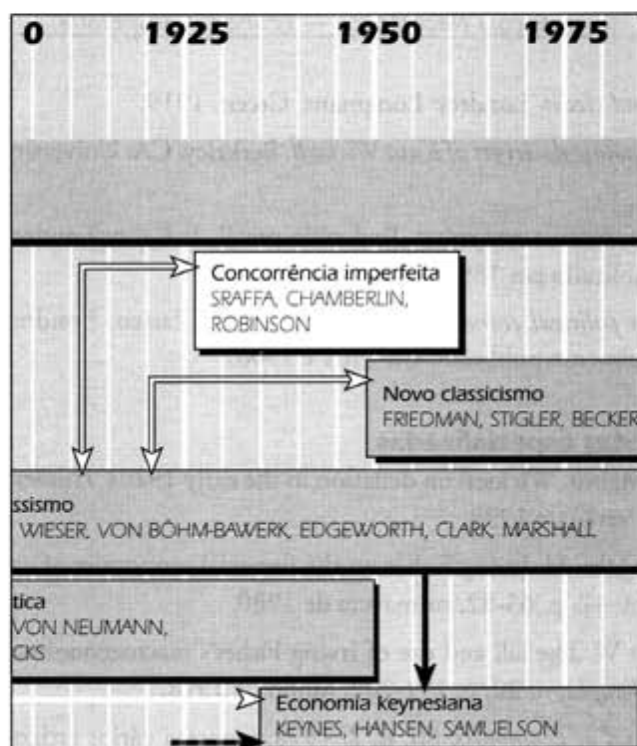 0 1925 1950 1975
Concorrência imperfeita
SRAFFA, CHAMBERLIN,
ROBINSON
Novo classicismo
FRIEDMAN, STIGLER, BECKER
ssismo
WIESER, VON BÖHM-BAWERK, EDGEWORTH, CLARK, MARSHALL
tica
VON NEUMANN,
CKS
Economía keynesiana
KEYNES, HANSEN, SAMUELSON